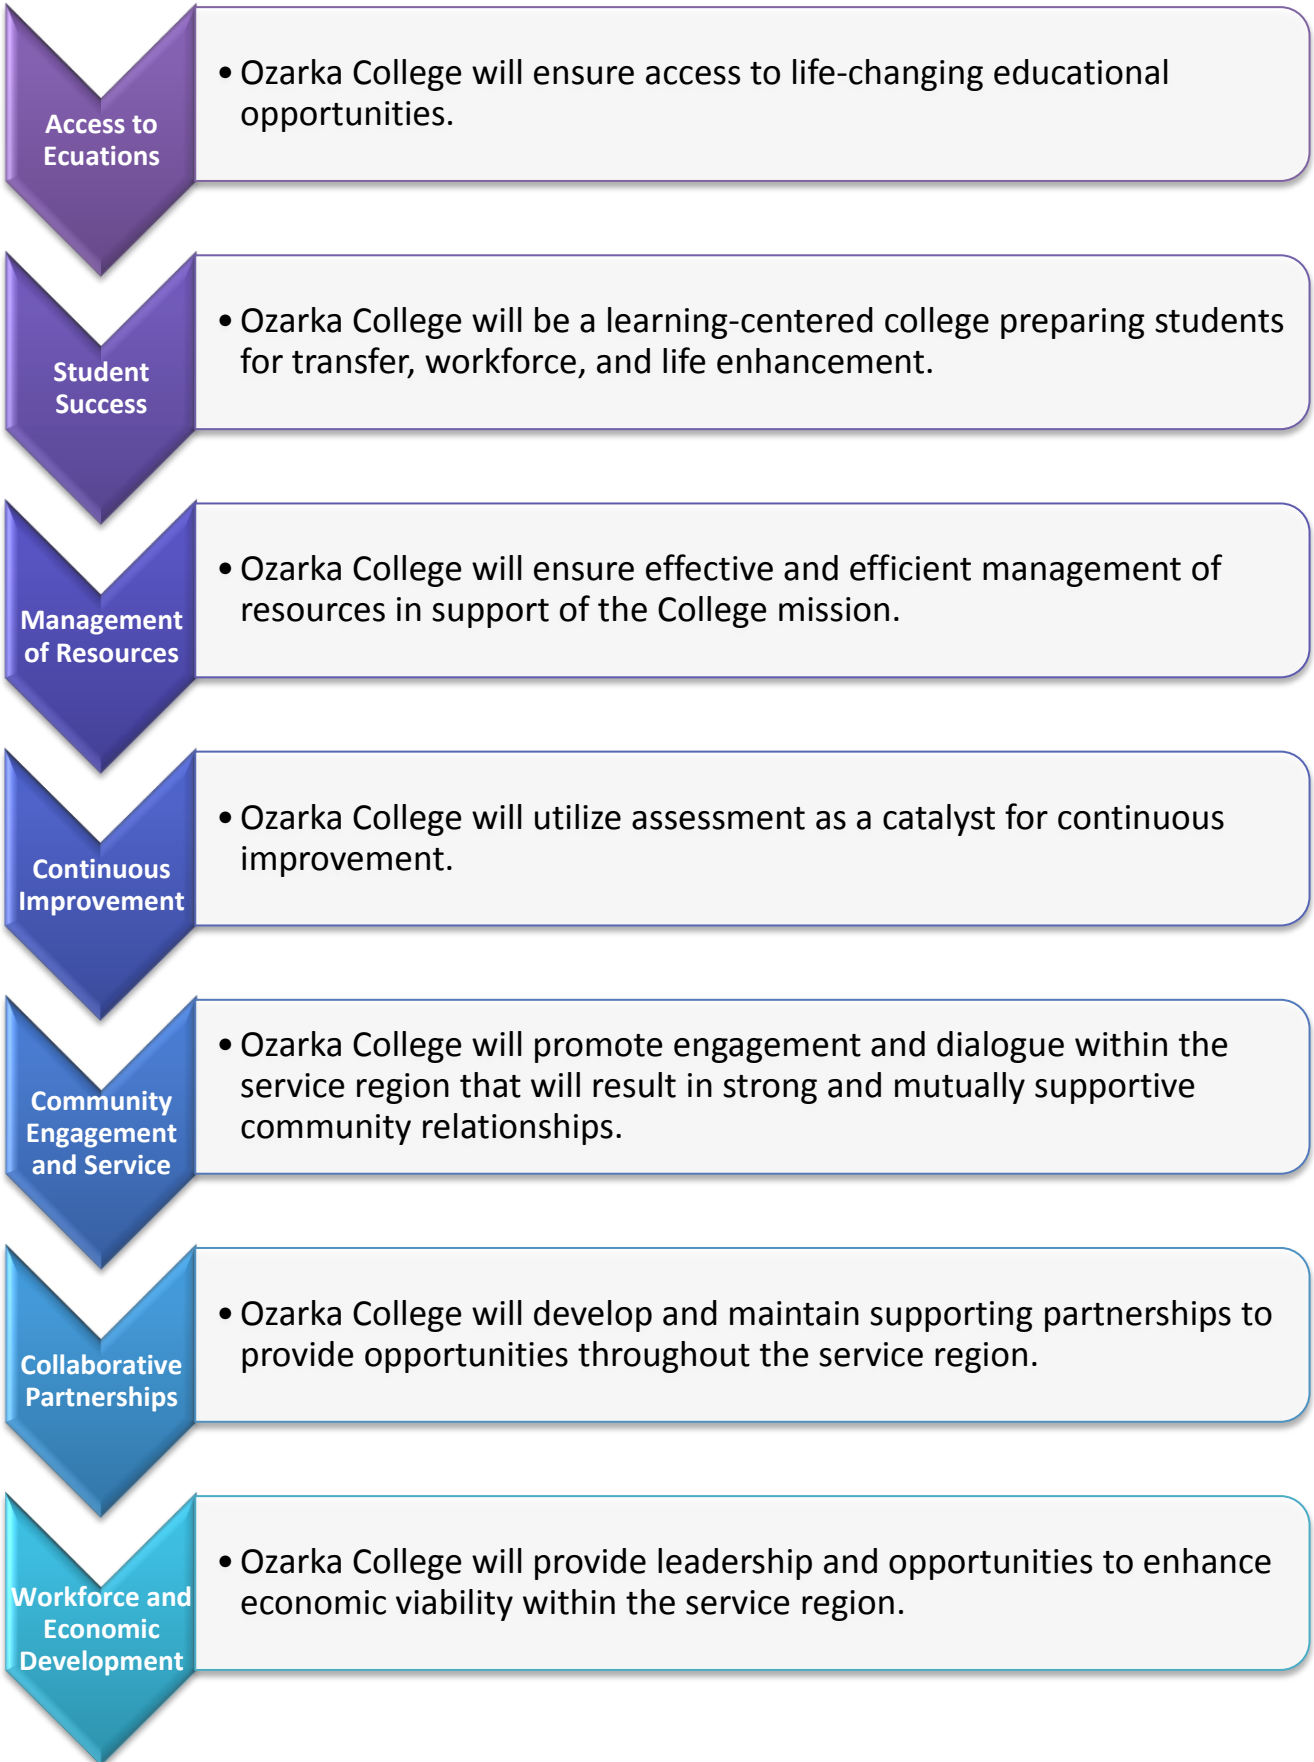 Access to
Ecuations
• Ozarka College will ensure access to life-changing educational
opportunities.
Student
Success
• Ozarka College will be a learning-centered college preparing students
for transfer, workforce, and life enhancement.
Management
of Resources
• Ozarka College will ensure effective and efficient management of
resources in support of the College mission.
Continuous
Improvement
• Ozarka College will utilize assessment as a catalyst for continuous
improvement.
Community
Engagement
and Service
• Ozarka College will promote engagement and dialogue within the
service region that will result in strong and mutually supportive
community relationships.
Collaborative
Partnerships
• Ozarka College will develop and maintain supporting partnerships to
provide opportunities throughout the service region.
Workforce and
Economic
Development
• Ozarka College will provide leadership and opportunities to enhance
economic viability within the service region.